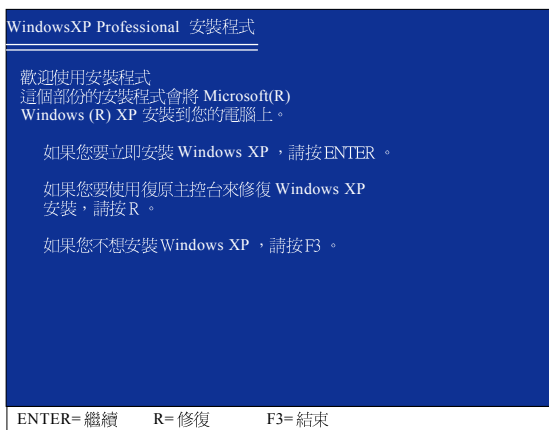 WindowsXP Professional 安裝程式
歡迎使用安裝程式
這個部份的安裝程式會將 Microsoft(R)
Windows (R) XP 安裝到您的電腦上。
如果您要立即安裝 Windows XP ，請按ENTER 。
如果您要使用復原主控台來修復 Windows XP
安裝，請按R 。
如果您不想安裝Windows XP ，請按F3 。
ENTER=繼續 R=修復 F3=結束